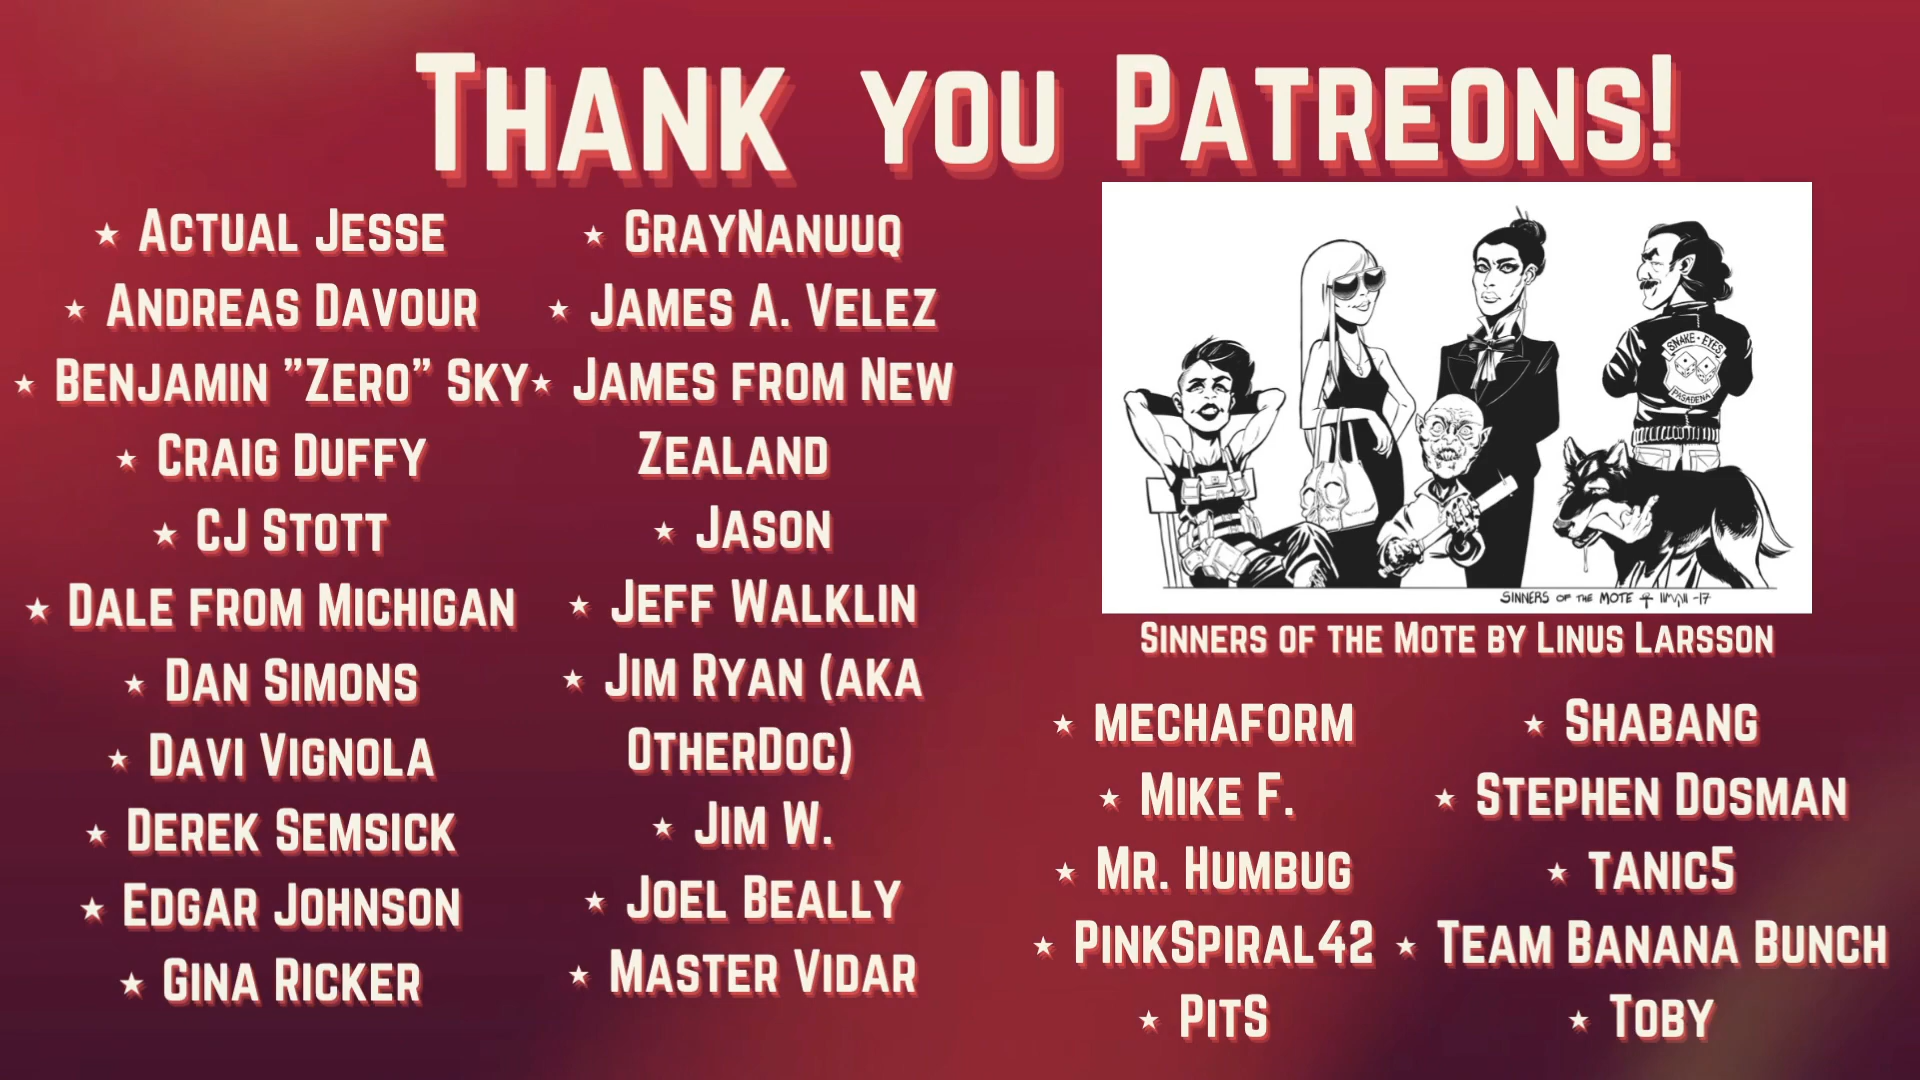 Thank you Patreons!
★ Actual Jesse
★ Andreas Davour
★ Benjamin "Zero" Sky
★ Craig Duffy
★ CJ Stott
★ Dale from Michigan
★ Dan Simons
★ Davi Vignola
★ Derek Semsick
★ Edgar Johnson
★ Gina Ricker
★ GrayNanuuq
★ James A. Velez
★ James from New
Zealand
★ Jason
★ Jeff Walklin
★ Jim Ryan (aka
OtherDoc)
★ Jim W.
★ Joel Beally
★ Master Vidar
SNAKE • EYES
PASADENA
SINNERS OF THE MOTE
-17
Sinners of the Mote by Linus Larsson
★ mechaform
★ Mike F.
★ Mr. Humbug
★ PinkSpiral42
★ PitS
★ Shabang
★ Stephen Dosman
★ tanic5
★ Team Banana Bunch
★ Toby